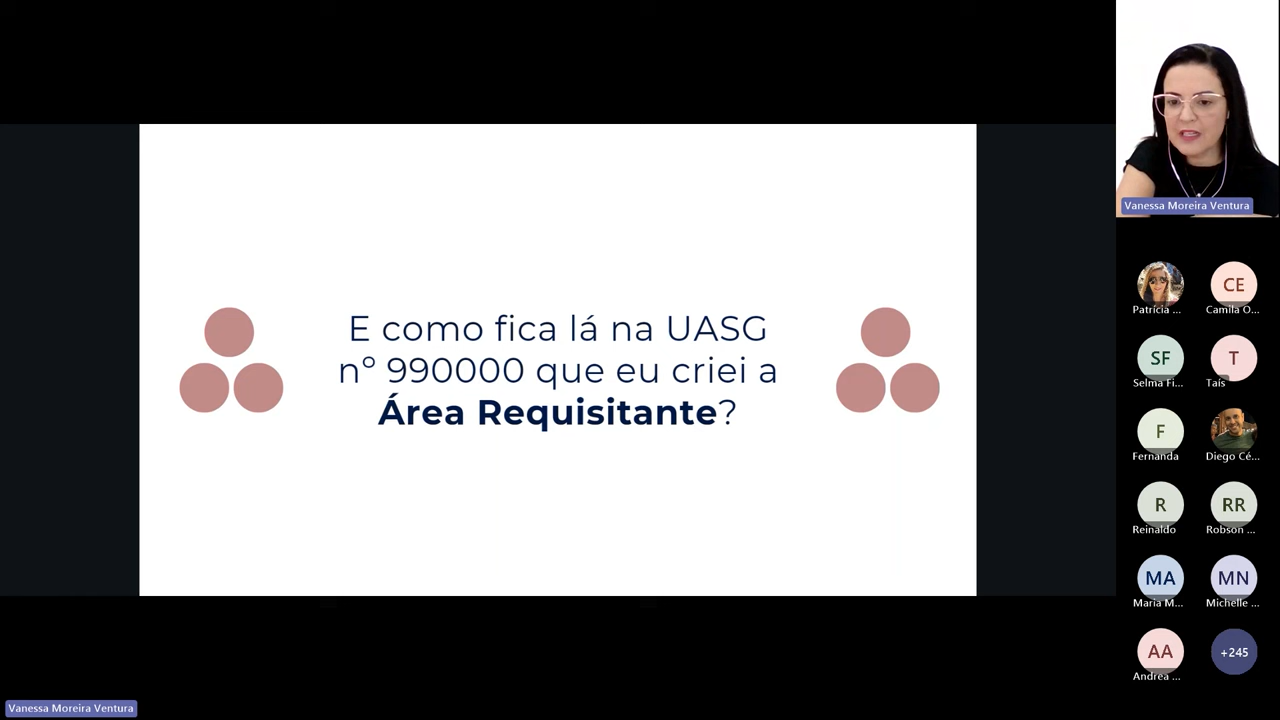 E como fica lá na UASG
nº 990000 que eu criei a
Área Requisitante?
Vanessa Moreira Ventura
Patrícia ...
CE
Camila O...
SF
Selma Fi...
T
Taís
F
Fernanda
Diego Cé...
R
Reinaldo
RR
Robson ...
MA
Maria M...
MN
Michelle ...
AA
Andrea ...
+245
Vanessa Moreira Ventura